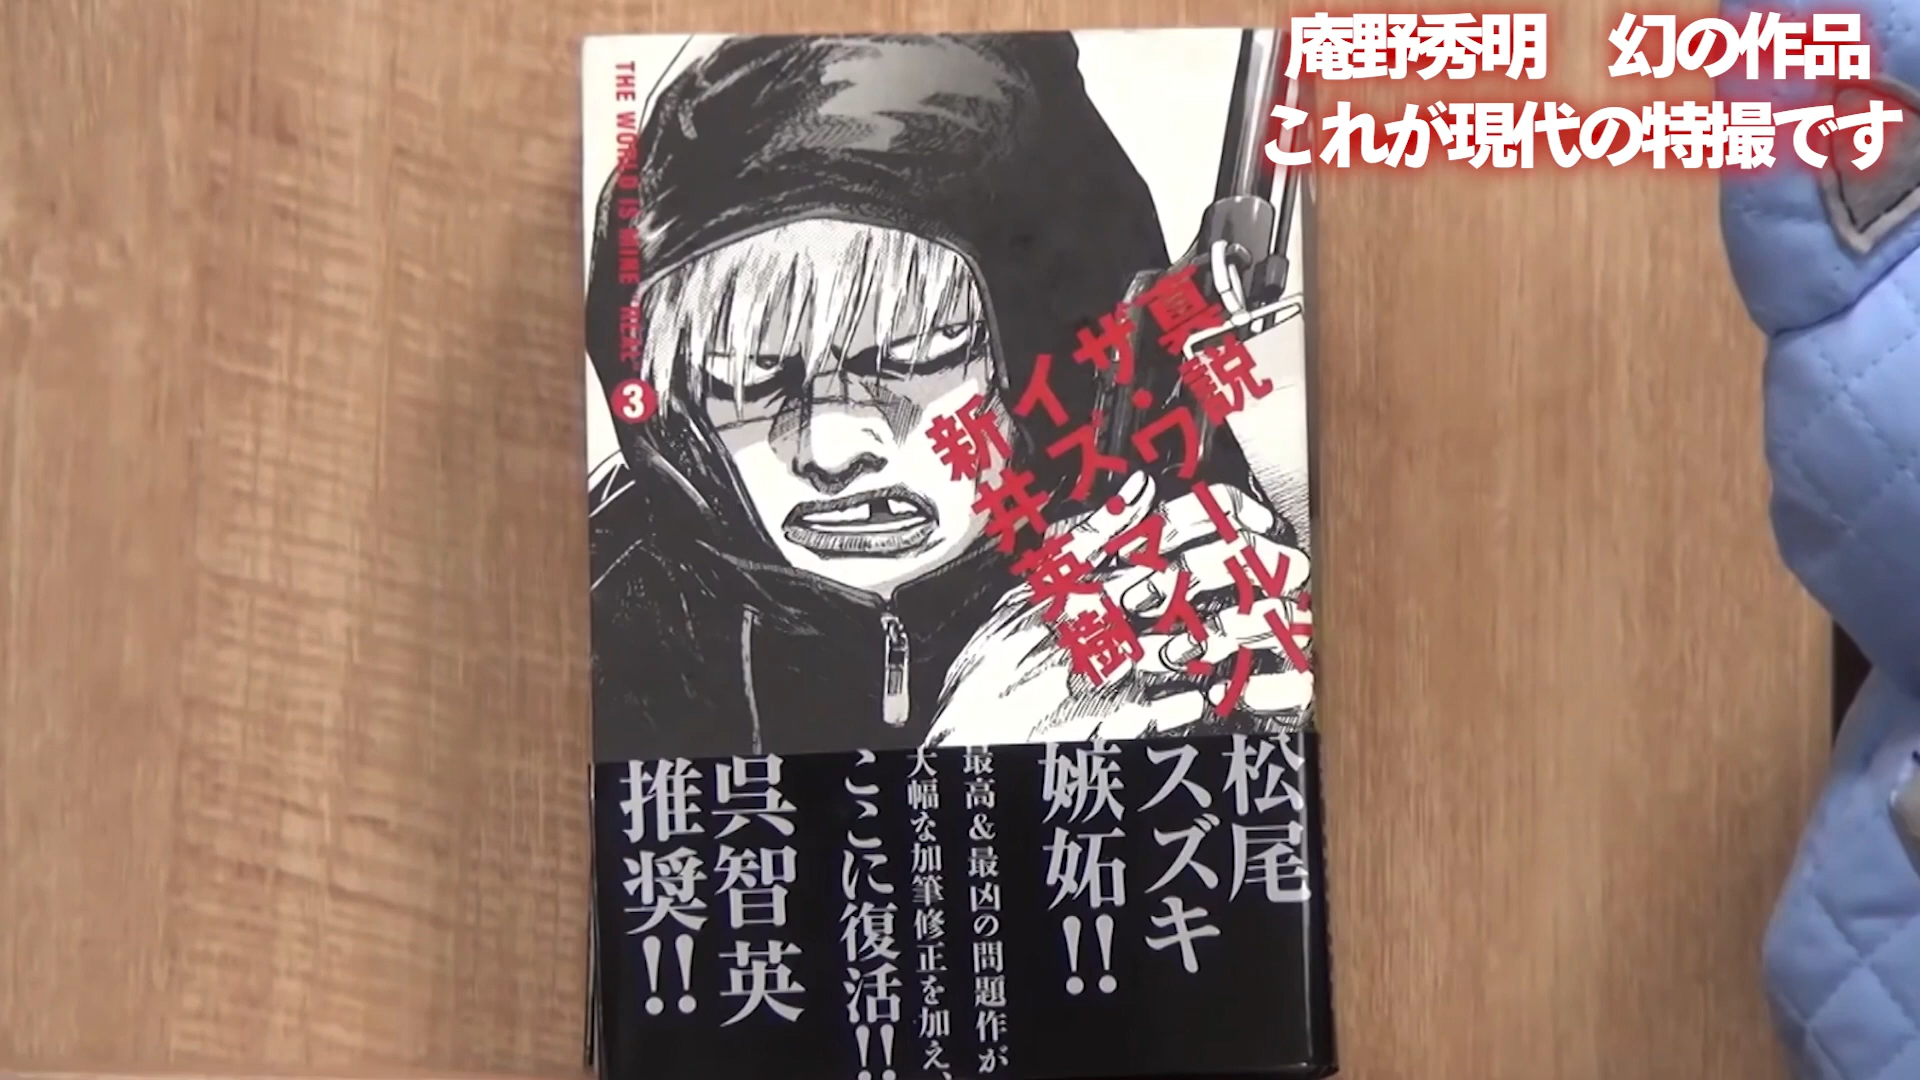 庵野秀明　幻の作品
これが現代の特撮です
THE WORLD IS MINE "REAL"
3
真説
ザ・ワールド・
イズ・マイン
新井英樹
松尾
スズキ
嫉妬!!
最高&最凶の問題作が
大幅な加筆修正を加え、
ここに復活!!
呉智英
推奨!!